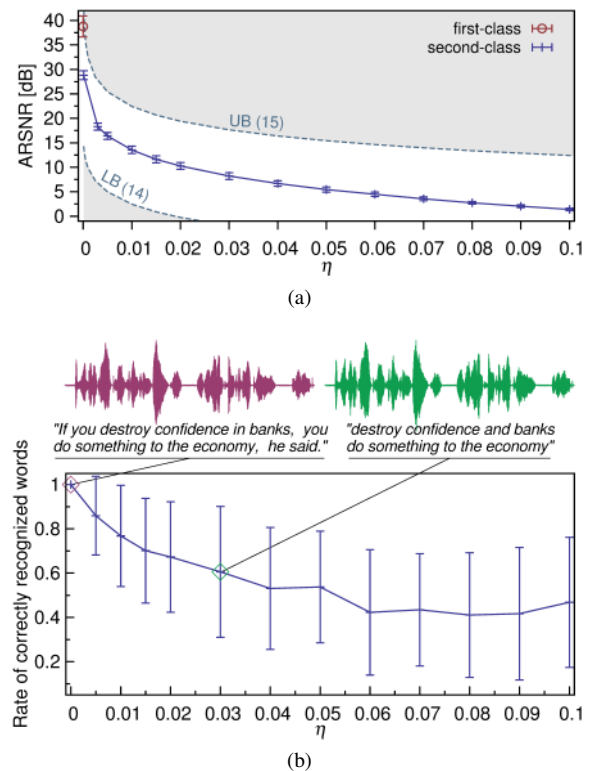 40
35
30
25
20
15
10
5
0
ARSNR [dB]
first-class
second-class
UB (15)
LB (14)
0 0.01 0.02 0.03 0.04 0.05 0.06 0.07 0.08 0.09 0.1
η
(a)
"If you destroy confidence in banks, you
do something to the economy, he said."
"destroy confidence and banks
do something to the economy"
1
0.8
0.6
0.4
0.2
Rate of correctly recognized words
0 0.01 0.02 0.03 0.04 0.05 0.06 0.07 0.08 0.09 0.1
η
(b)